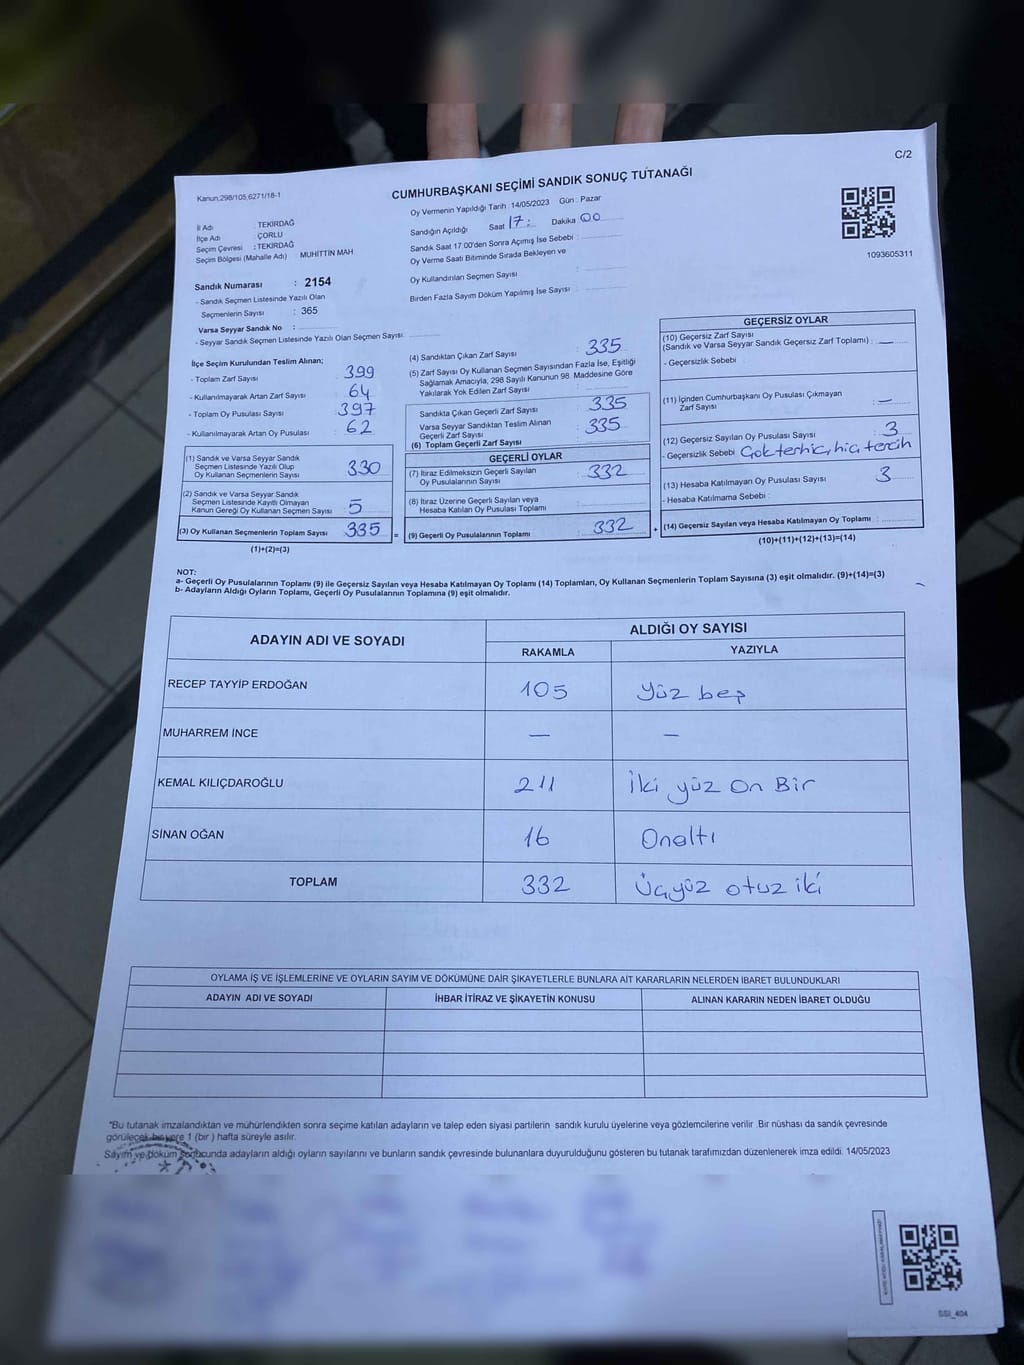 C/2
Kanun;298/105,6271/18-1
CUMHURBAŞKANI SEÇİMİ SANDIK SONUÇ TUTANAĞI
İl Adı : TEKİRDAĞ
İlçe Adı : ÇORLU
Seçim Çevresi : TEKİRDAĞ
Seçim Bölgesi (Mahalle Adı) MUHİTTİN MAH
Oy Vermenin Yapıldığı Tarih : 14/05/2023 Gün : Pazar
Sandığın Açıldığı Saat 17: Dakika 00
Sandık Saat 17:00'den Sonra Açımış İse Sebebi :
Oy Verme Saati Bitiminde Sırada Bekleyen ve
Oy Kullandırılan Seçmen Sayısı :
Birden Fazla Sayım Döküm Yapılmış İse Sayısı :
1093605311
Sandık Numarası : 2154
- Sandık Seçmen Listesinde Yazılı Olan
Seçmenlerin Sayısı : 365
Varsa Seyyar Sandık No :
- Seyyar Sandık Seçmen Listesinde Yazılı Olan Seçmen Sayısı:
İlçe Seçim Kurulundan Teslim Alınan;
- Toplam Zarf Sayısı 399
- Kullanılmayarak Artan Zarf Sayısı 64
- Toplam Oy Pusulası Sayısı 397
- Kullanılmayarak Artan Oy Pusulası 62
(1) Sandık ve Varsa Seyyar Sandık
Seçmen Listesinde Yazılı Olup
Oy Kullanan Seçmenlerin Sayısı 330
(2) Sandık ve Varsa Seyyar Sandık
Seçmen Listesinde Kayıtlı Olmayan
Kanun Gereği Oy Kullanan Seçmen Sayısı 5
(3) Oy Kullanan Seçmenlerin Toplam Sayısı 335 =
(1)+(2)=(3)
(4) Sandıktan Çıkan Zarf Sayısı : 335
(5) Zarf Sayısı Oy Kullanan Seçmen Sayısından Fazla İse, Eşitliği
Sağlamak Amacıyla, 298 Sayılı Kanunun 98. Maddesine Göre
Yakılarak Yok Edilen Zarf Sayısı :
Sandıkta Çıkan Geçerli Zarf Sayısı 335
Varsa Seyyar Sandıktan Teslim Alınan
Geçerli Zarf Sayısı 335
(6) Toplam Geçerli Zarf Sayısı
GEÇERLİ OYLAR
(7) İtiraz Edilmeksizin Geçerli Sayılan
Oy Pusulalarının Sayısı : 332
(8) İtiraz Üzerine Geçerli Sayılan veya
Hesaba Katılan Oy Pusulası Toplamı :
(9) Geçerli Oy Pusulalarının Toplamı : 332 +
GEÇERSİZ OYLAR
(10) Geçersiz Zarf Sayısı
(Sandık ve Varsa Seyyar Sandık Geçersiz Zarf Toplamı) : —
- Geçersizlik Sebebi :
(11) İçinden Cumhurbaşkanı Oy Pusulası Çıkmayan
Zarf Sayısı : —
(12) Geçersiz Sayılan Oy Pusulası Sayısı : 3
- Geçersizlik Sebebi Çok tercih, hiç tercih
(13) Hesaba Katılmayan Oy Pusulası Sayısı : 3
- Hesaba Katılmama Sebebi :
(14) Geçersiz Sayılan veya Hesaba Katılmayan Oy Toplamı :
(10)+(11)+(12)+(13)=(14)
NOT:
a- Geçerli Oy Pusulalarının Toplamı (9) ile Geçersiz Sayılan veya Hesaba Katılmayan Oy Toplamı (14) Toplamları, Oy Kullanan Seçmenlerin Toplam Sayısına (3) eşit olmalıdır. (9)+(14)=(3)
b- Adayların Aldığı Oyların Toplamı, Geçerli Oy Pusulalarının Toplamına (9) eşit olmalıdır.
ADAYIN ADI VE SOYADI ALDIĞI OY SAYISI
RAKAMLA YAZIYLA
RECEP TAYYİP ERDOĞAN 105 yüz beş
MUHARREM İNCE — —
KEMAL KILIÇDAROĞLU 211 iki yüz On Bir
SİNAN OĞAN 16 Onaltı
TOPLAM 332 Üçyüz otuz iki
OYLAMA İŞ VE İŞLEMLERİNE VE OYLARIN SAYIM VE DÖKÜMÜNE DAİR ŞİKAYETLERLE BUNLARA AİT KARARLARIN NELERDEN İBARET BULUNDUKLARI
ADAYIN ADI VE SOYADI İHBAR İTİRAZ VE ŞİKAYETİN KONUSU ALINAN KARARIN NEDEN İBARET OLDUĞU
"Bu tutanak imzalandıktan ve mühürlendikten sonra seçime katılan adayların ve talep eden siyasi partilerin sandık kurulu üyelerine veya gözlemcilerine verilir .Bir nüshası da sandık çevresinde
görülecek bir yere 1 (bir ) hafta süreyle asılır.
Sayım ve döküm sonucunda adayların aldığı oyların sayılarını ve bunların sandık çevresinde bulunanlara duyurulduğunu gösteren bu tutanak tarafımızdan düzenlenerek imza edildi. 14/05/2023
SSI_404